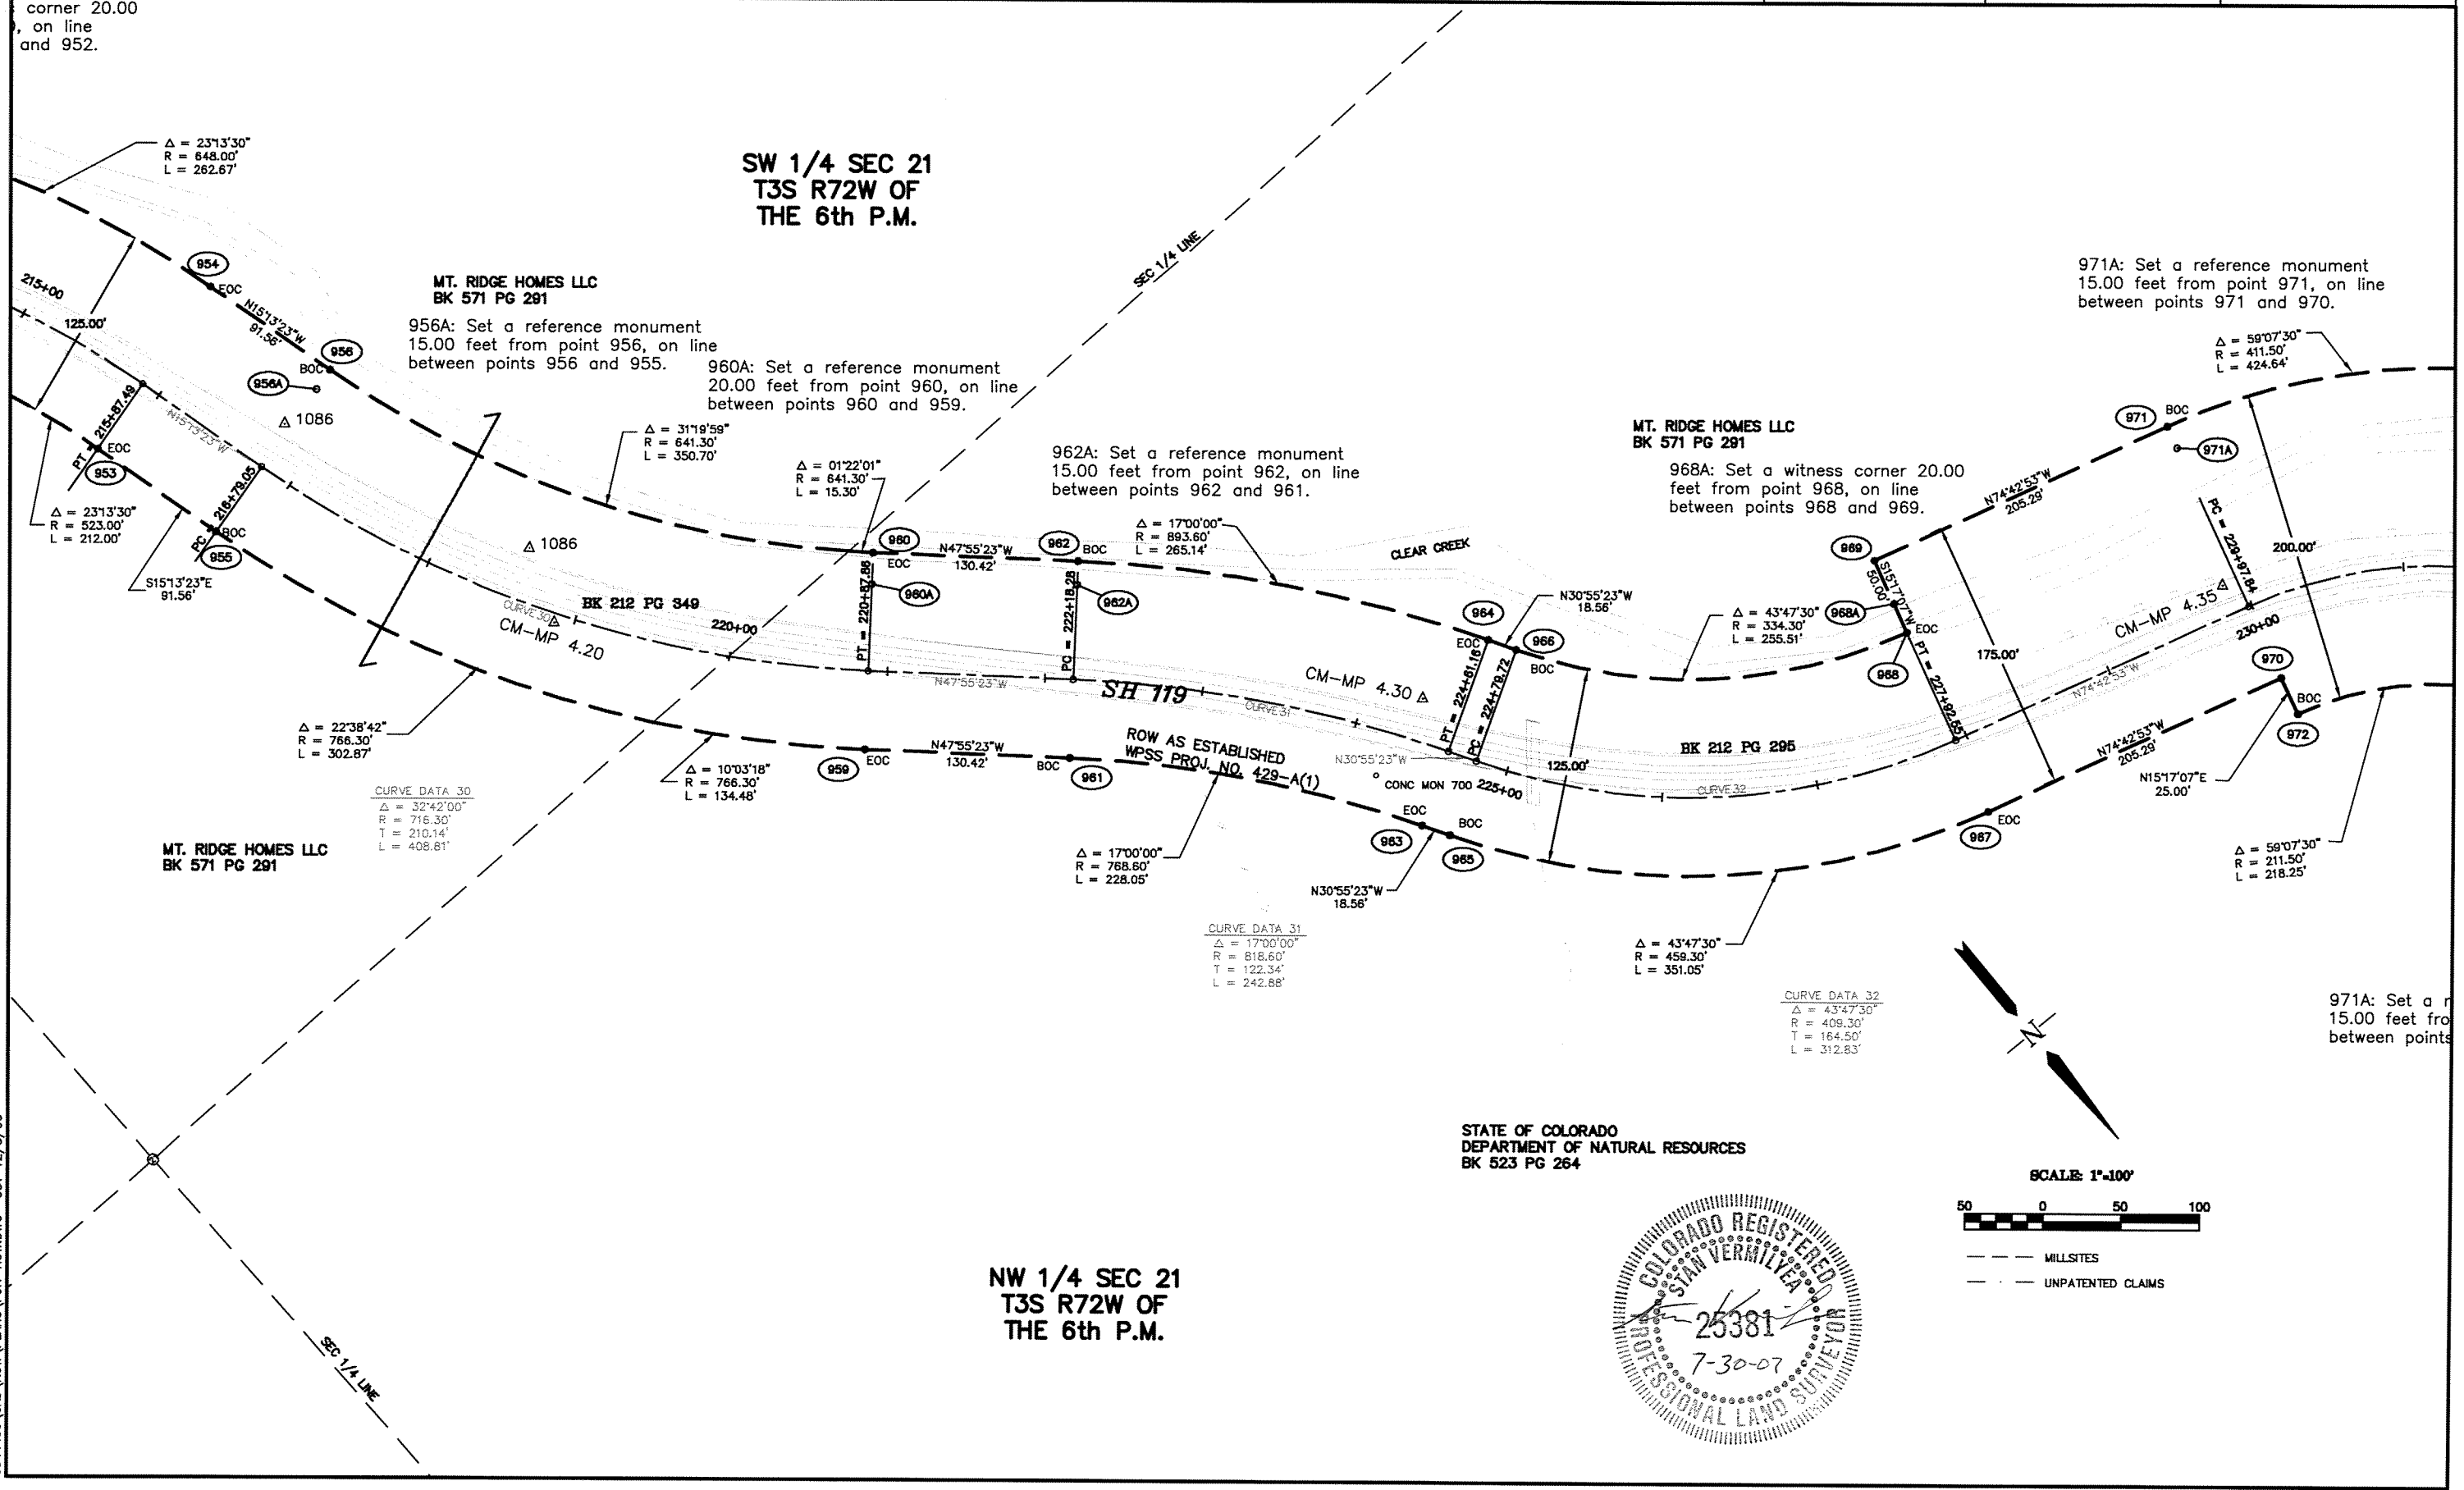 corner 20.00
, on line
and 952.
Δ = 23°13'30"
R = 648.00'
L = 262.67'
SW 1/4 SEC 21
T3S R72W OF
THE 6th P.M.
SEC 1/4 LINE
954
EOC
215+00
125.00'
N15°13'23"W
91.56'
MT. RIDGE HOMES LLC
BK 571 PG 291
956A: Set a reference monument
15.00 feet from point 956, on line
between points 956 and 955.
960A: Set a reference monument
20.00 feet from point 960, on line
between points 960 and 959.
956
BOC
956A
1086
PT = 215+87.49
EOC
953
N15°13'23"W
PC = 216+79.05
BOC
955
Δ = 23°13'30"
R = 523.00'
L = 212.00'
S15°13'23"E
91.56'
Δ = 31°19'59"
R = 641.30'
L = 350.70'
Δ = 01°22'01"
R = 641.30'
L = 15.30'
1086
962A: Set a reference monument
15.00 feet from point 962, on line
between points 962 and 961.
Δ = 17°00'00"
R = 893.60'
L = 265.14'
CLEAR CREEK
960
EOC
N47°55'23"W
130.42'
962
BOC
960A
962A
PT = 220+87.86
PC = 222+18.28
CURVE 30
BK 212 PG 349
CM-MP 4.20
220+00
N47°55'23"W
SH 119
CURVE 31
MT. RIDGE HOMES LLC
BK 571 PG 291
968A: Set a witness corner 20.00
feet from point 968, on line
between points 968 and 969.
971A: Set a reference monument
15.00 feet from point 971, on line
between points 971 and 970.
Δ = 59°07'30"
R = 411.50'
L = 424.64'
971
BOC
971A
N74°42'53"W
205.29'
PC = 229+97.84
200.00'
969
S15°17'07"W
50.00'
968A
EOC
968
PT = 227+92.55
175.00'
CM-MP 4.35
230+00
N74°42'53"W
N30°55'23"W
18.56'
964
EOC
966
BOC
Δ = 43°47'30"
R = 334.30'
L = 255.51'
CM-MP 4.30
PT = 224+61.16
PC = 224+79.72
N30°55'23"W
CONC MON 700
225+00
125.00'
BK 212 PG 295
CURVE 32
970
BOC
972
N74°42'53"W
205.29'
N15°17'07"E
25.00'
967
EOC
Δ = 59°07'30"
R = 211.50'
L = 218.25'
Δ = 22°38'42"
R = 766.30'
L = 302.87'
Δ = 10°03'18"
R = 766.30'
L = 134.48'
959
EOC
N47°55'23"W
130.42'
BOC
961
ROW AS ESTABLISHED
WPSS PROJ. NO. 429-A(1)
EOC
963
BOC
965
CURVE DATA 30
Δ = 32°42'00"
R = 716.30'
T = 210.14'
L = 408.81'
MT. RIDGE HOMES LLC
BK 571 PG 291
Δ = 17°00'00"
R = 768.60'
L = 228.05'
N30°55'23"W
18.56'
CURVE DATA 31
Δ = 17°00'00"
R = 818.60'
T = 122.34'
L = 242.88'
Δ = 43°47'30"
R = 459.30'
L = 351.05'
CURVE DATA 32
Δ = 43°47'30"
R = 409.30'
T = 164.50'
L = 312.83'
971A: Set a r
15.00 feet fro
between points
N
STATE OF COLORADO
DEPARTMENT OF NATURAL RESOURCES
BK 523 PG 264
SCALE: 1"=100'
50 0 50 100
MILLSITES
UNPATENTED CLAIMS
COLORADO REGISTERED
STAN VERMILYEA
25381
7-30-07
PROFESSIONAL LAND SURVEYOR
NW 1/4 SEC 21
T3S R72W OF
THE 6th P.M.
SEC 1/4 LINE